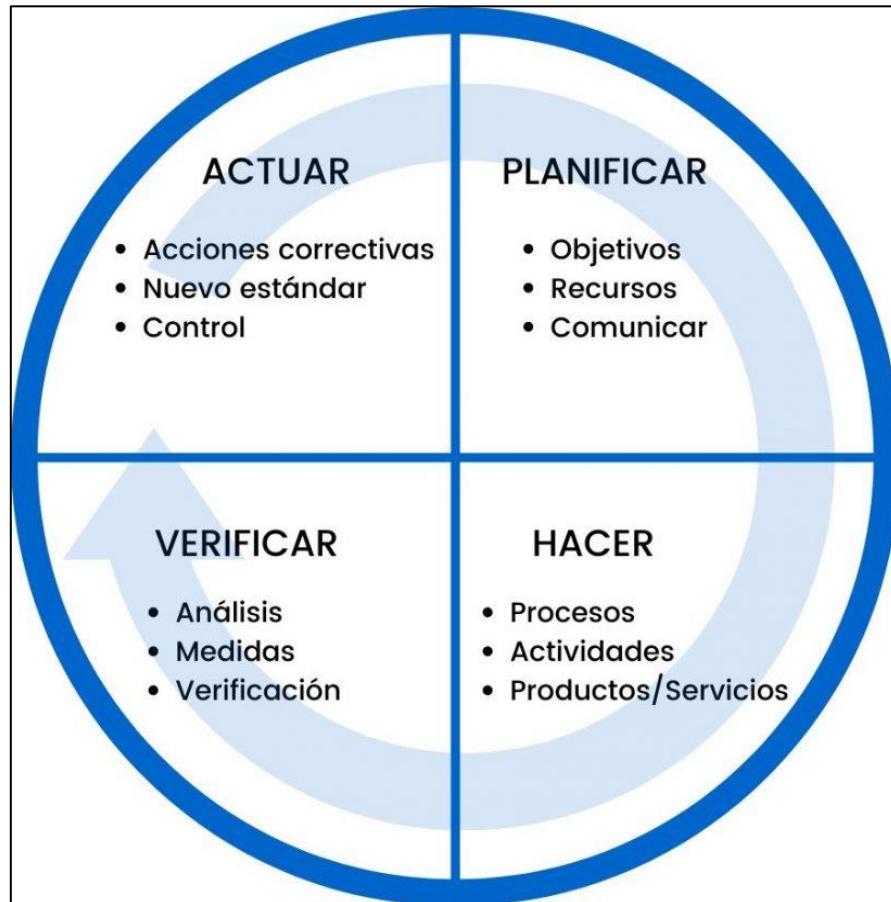 ACTUAR
• Acciones correctivas
• Nuevo estándar
• Control
PLANIFICAR
• Objetivos
• Recursos
• Comunicar
VERIFICAR
• Análisis
• Medidas
• Verificación
HACER
• Procesos
• Actividades
• Productos/Servicios